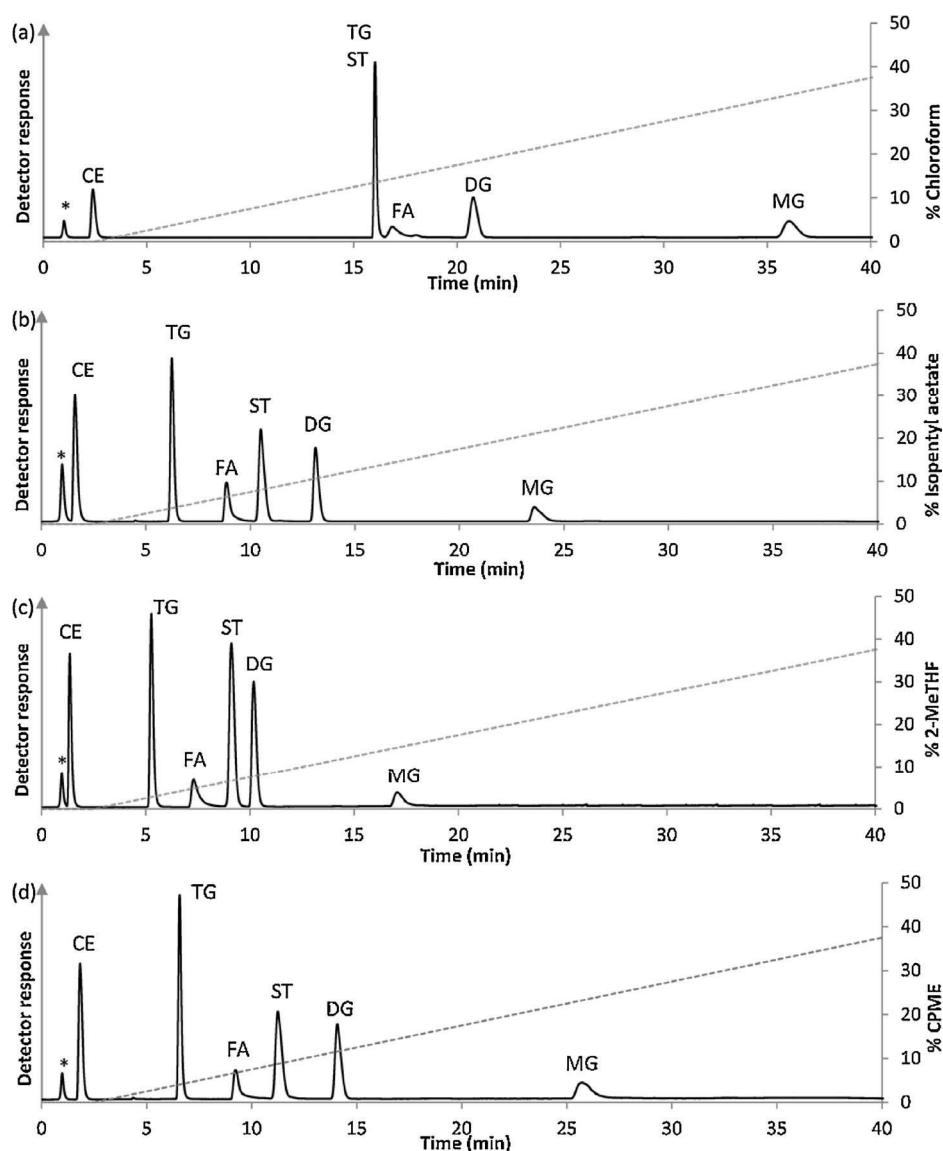 (a)
Detector response
* CE TG
ST FA DG MG
50
40
30
20
10
0
% Chloroform
0 5 10 15 20 25 30 35 40
Time (min)
(b)
Detector response
* CE TG FA ST DG MG
50
40
30
20
10
0
% Isopentyl acetate
0 5 10 15 20 25 30 35 40
Time (min)
(c)
Detector response
* CE TG FA ST DG MG
50
40
30
20
10
0
% 2-MeTHF
0 5 10 15 20 25 30 35 40
Time (min)
(d)
Detector response
* CE TG FA ST DG MG
50
40
30
20
10
0
% CPME
0 5 10 15 20 25 30 35 40
Time (min)